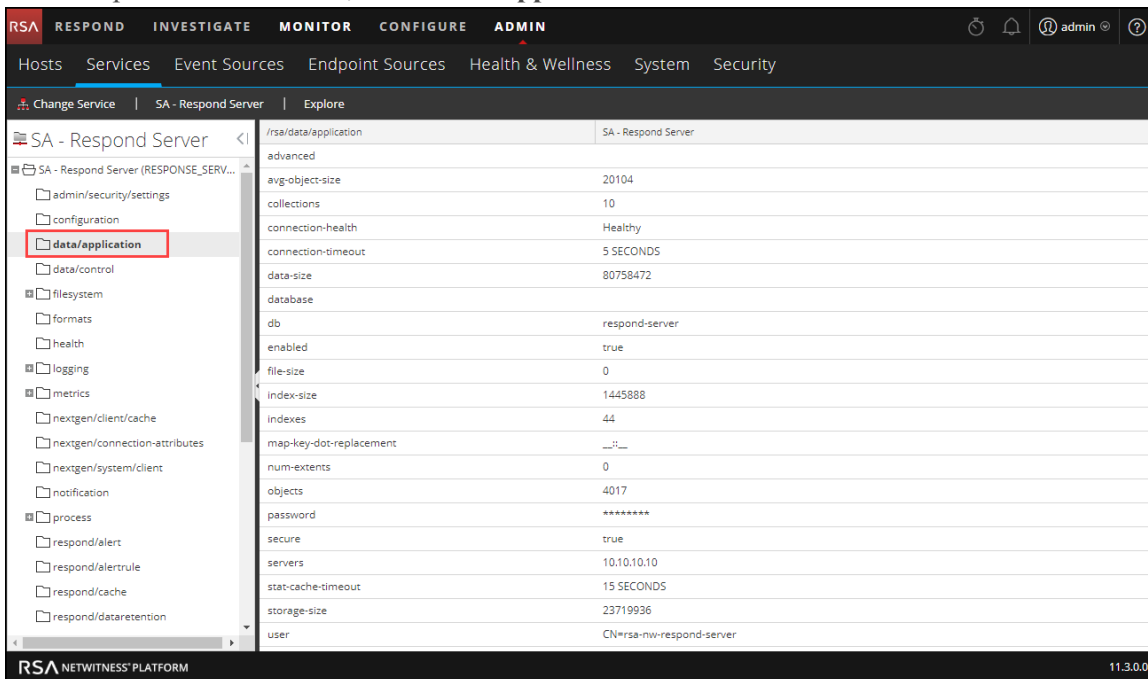 RSA RESPOND INVESTIGATE MONITOR CONFIGURE ADMIN admin ?
Hosts Services Event Sources Endpoint Sources Health & Wellness System Security
Change Service | SA - Respond Server | Explore
SA - Respond Server
SA - Respond Server (RESPONSE_SERV...
admin/security/settings
configuration
data/application
data/control
filesystem
formats
health
logging
metrics
nextgen/client/cache
nextgen/connection-attributes
nextgen/system/client
notification
process
respond/alert
respond/alertrule
respond/cache
respond/dataretention
/rsa/data/application SA - Respond Server
advanced
avg-object-size 20104
collections 10
connection-health Healthy
connection-timeout 5 SECONDS
data-size 80758472
database
db respond-server
enabled true
file-size 0
index-size 1445888
indexes 44
map-key-dot-replacement __::__
num-extents 0
objects 4017
password ********
secure true
servers 10.10.10.10
stat-cache-timeout 15 SECONDS
storage-size 23719936
user CN=rsa-nw-respond-server
RSA NETWITNESS® PLATFORM 11.3.0.0